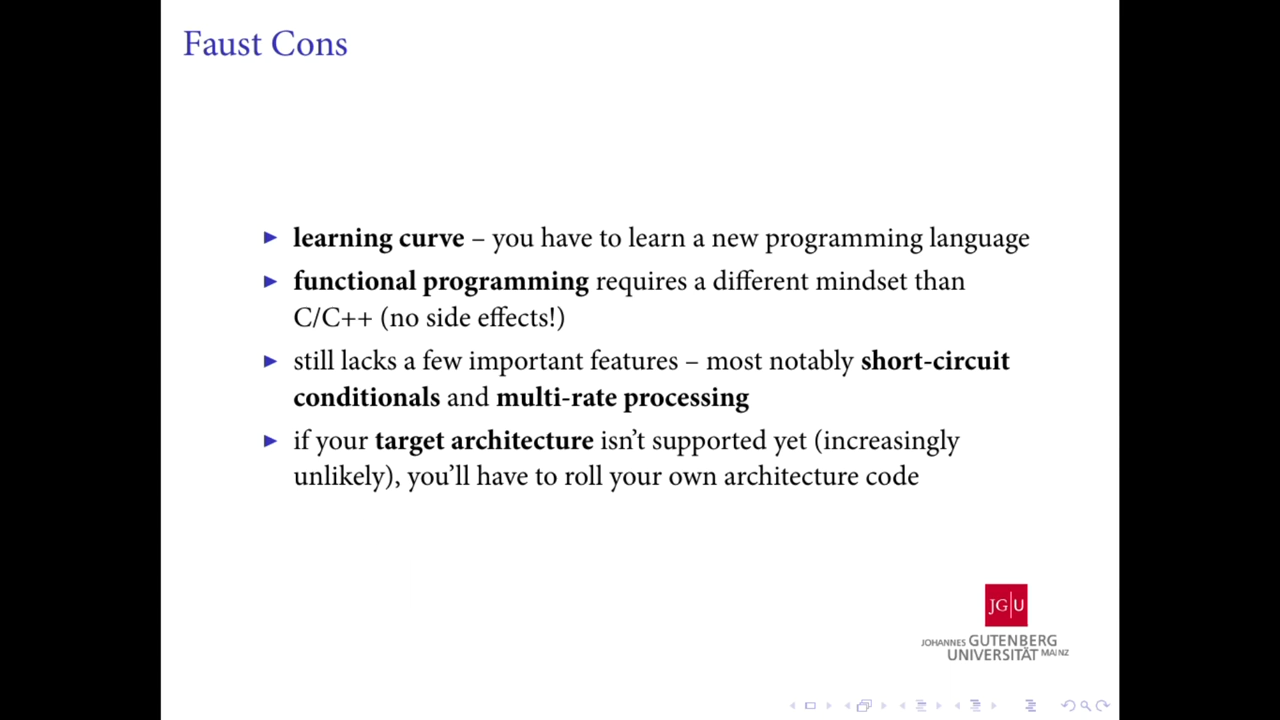 Faust Cons
learning curve – you have to learn a new programming language
functional programming requires a different mindset than
C/C++ (no side effects!)
still lacks a few important features – most notably short-circuit
conditionals and multi-rate processing
if your target architecture isn’t supported yet (increasingly
unlikely), you’ll have to roll your own architecture code
JG|U
JOHANNES GUTENBERG
UNIVERSITÄT MAINZ